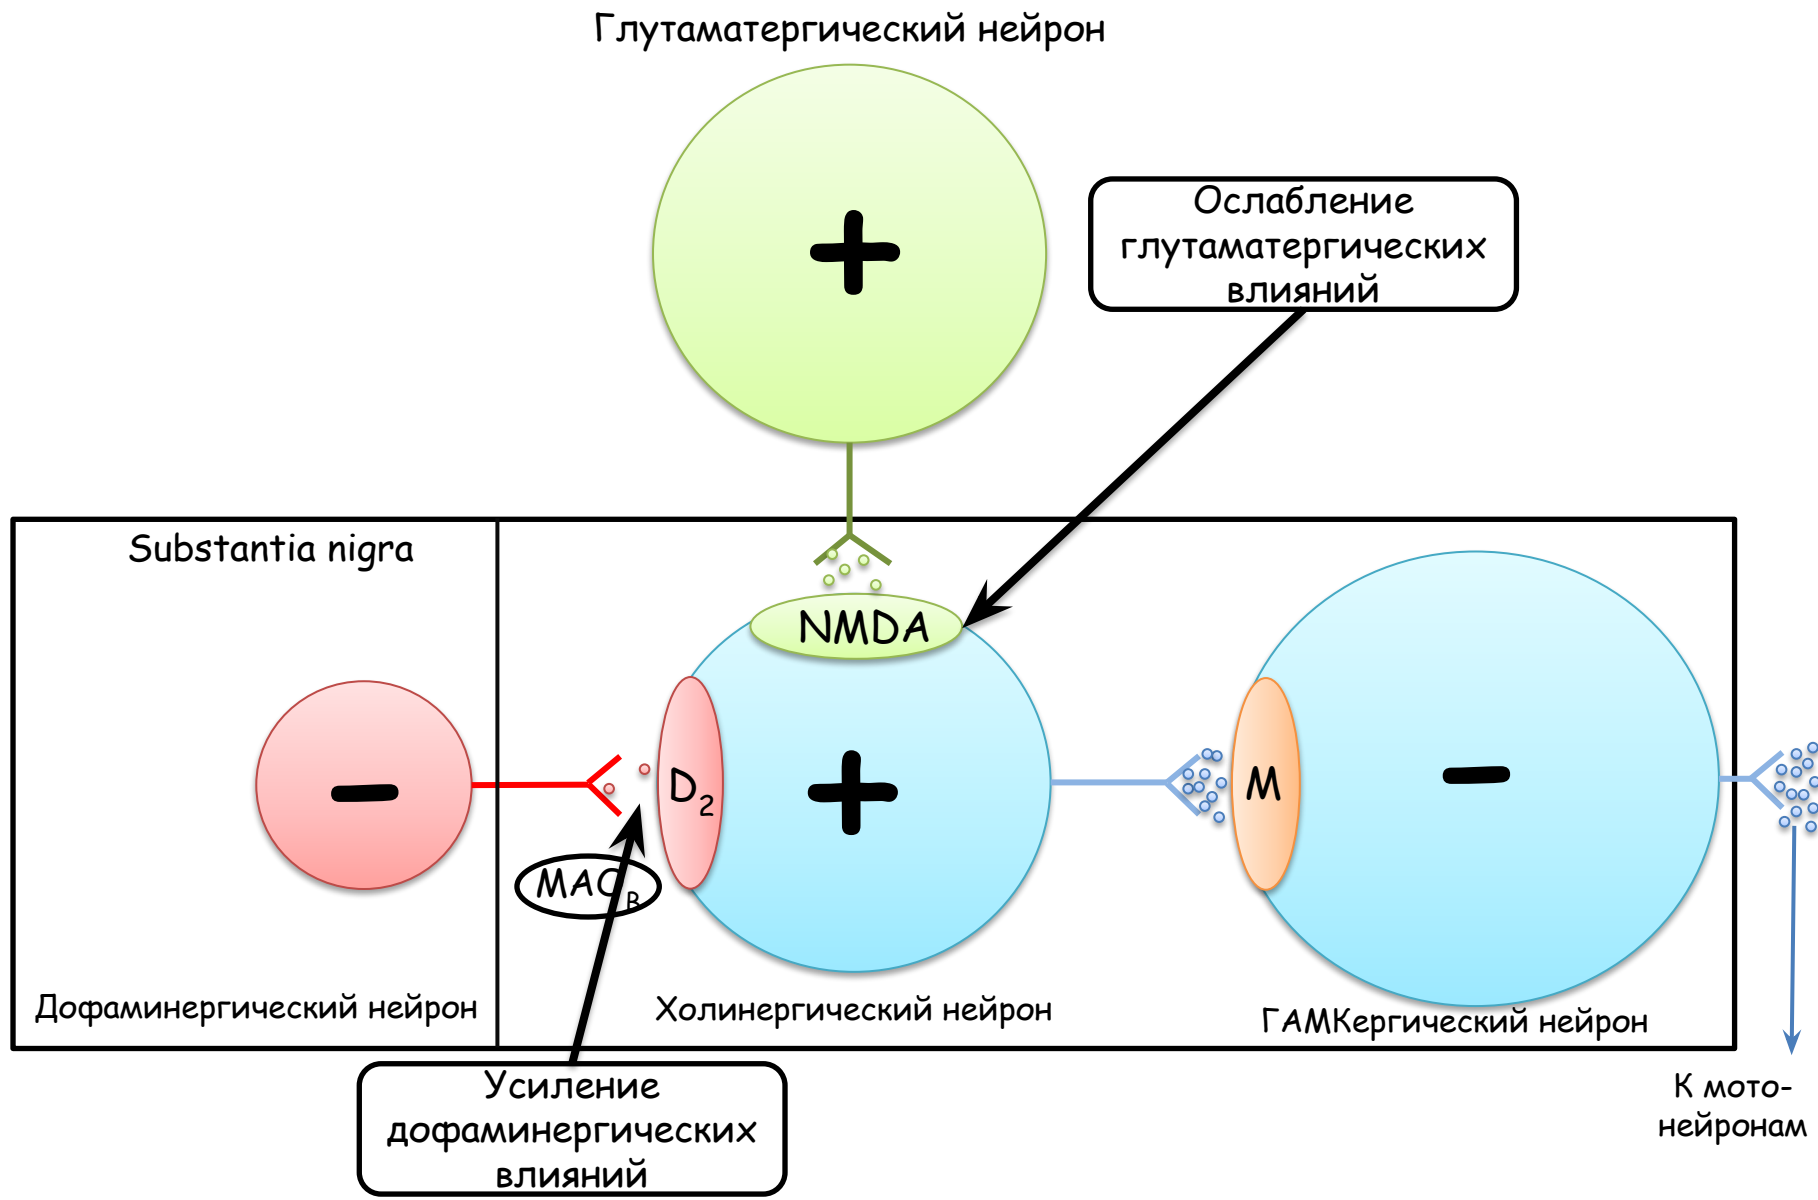 Глутаматергический нейрон
+
Ослабление
глутаматергических
влияний
Substantia nigra
NMDA
-
D2
+
M
-
MAOB
Дофаминергический нейрон
Холинергический нейрон
ГАМКергический нейрон
Усиление
дофаминергических
влияний
К мото-
нейронам